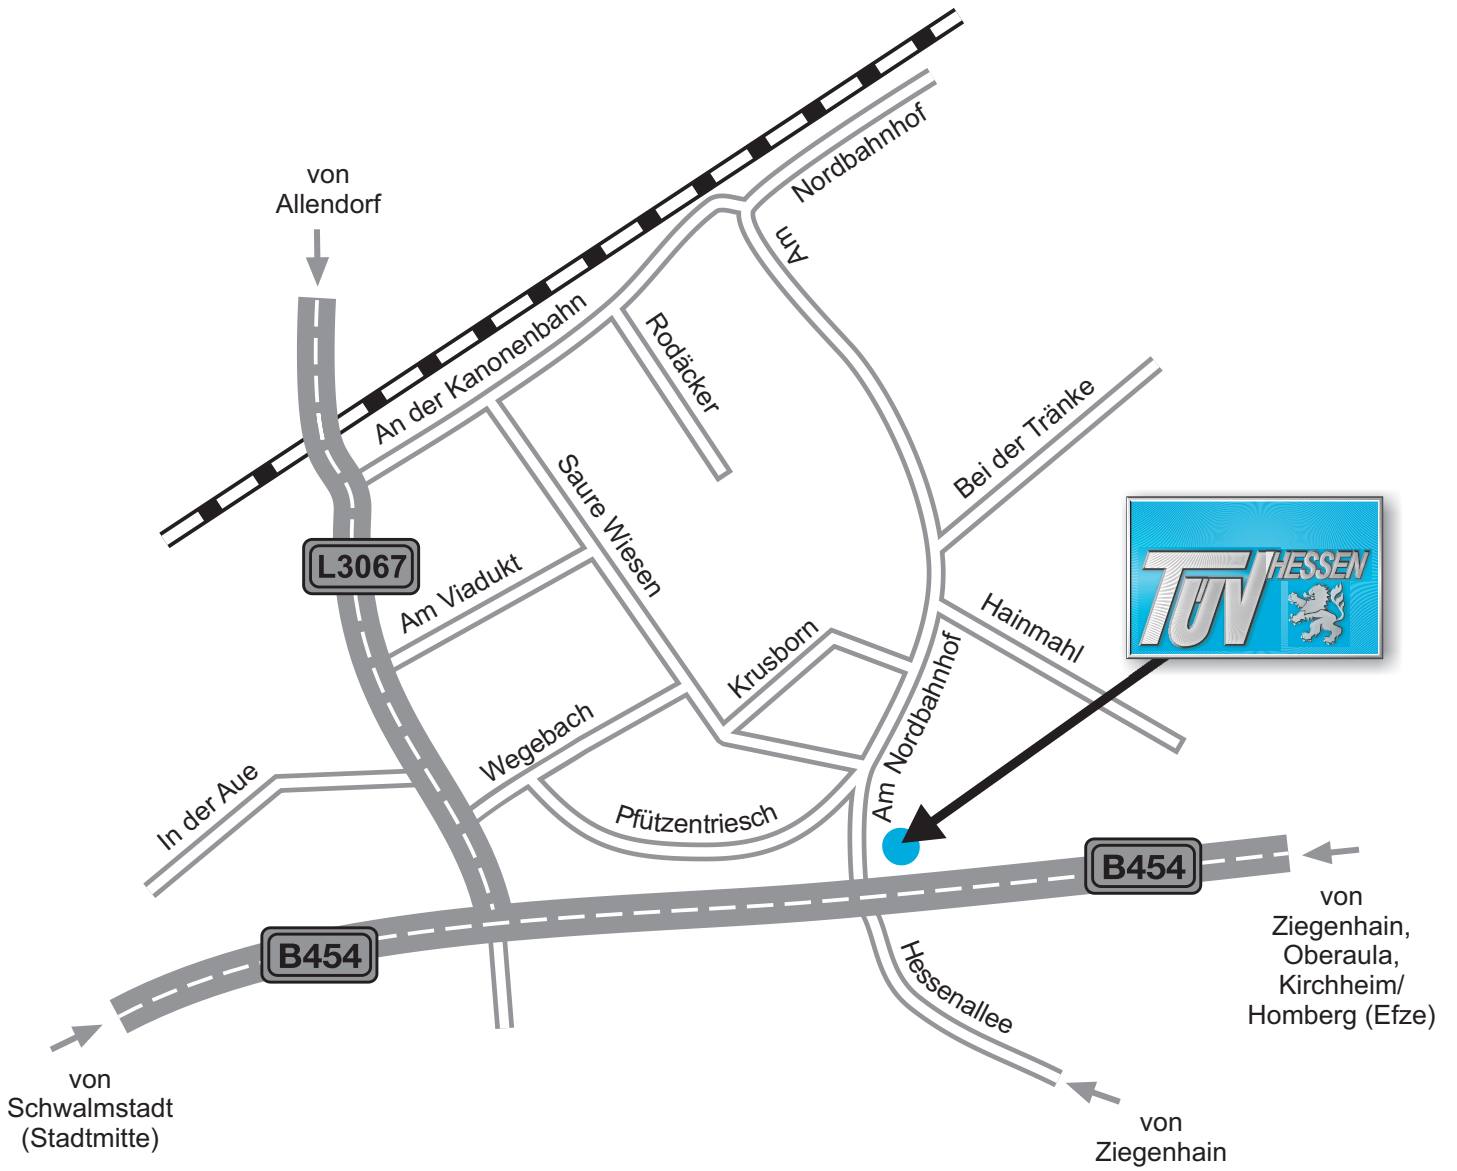 von
Allendorf
Nordbahnhof
Am
An der Kanonenbahn
Rodäcker
Bei der Tränke
Saure Wiesen
L3067
Am Viadukt
TÜV HESSEN
Hainmahl
Krusborn
Am Nordbahnhof
Wegebach
In der Aue
Pfützentriesch
B454
B454
von
Ziegenhain,
Oberaula,
Kirchheim/
Homberg (Efze)
Hessenallee
von
Schwalmstadt
(Stadtmitte)
von
Ziegenhain